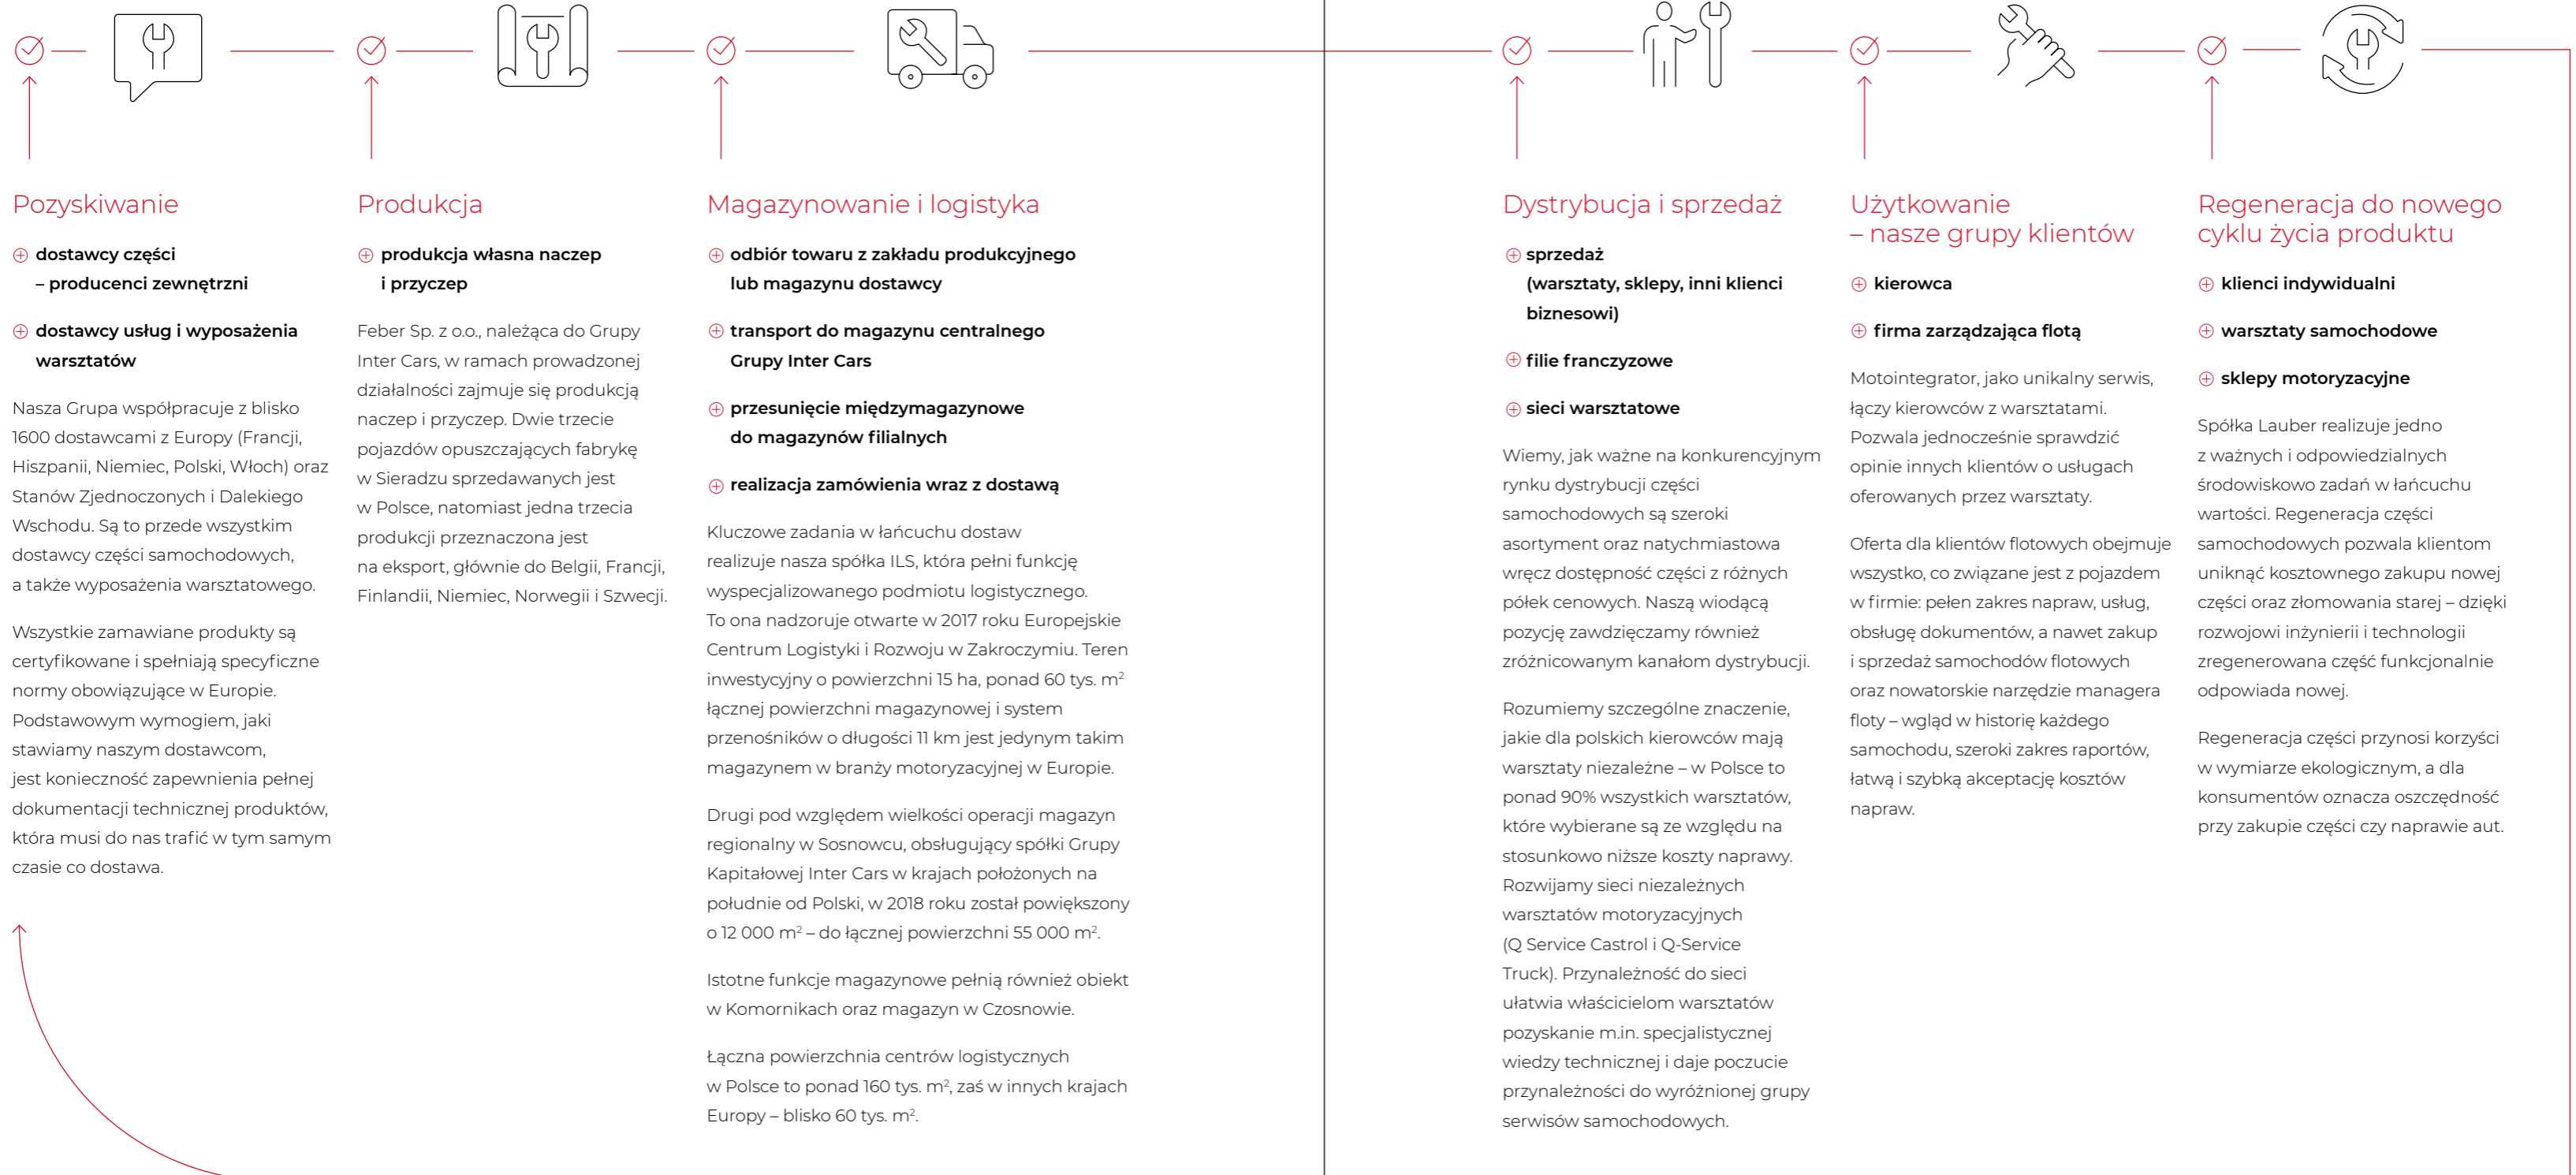 Pozyskiwanie
dostawcy części
– producenci zewnętrzni
dostawcy usług i wyposażenia
warsztatów
Nasza Grupa współpracuje z blisko
1600 dostawcami z Europy (Francji,
Hiszpanii, Niemiec, Polski, Włoch) oraz
Stanów Zjednoczonych i Dalekiego
Wschodu. Są to przede wszystkim
dostawcy części samochodowych,
a także wyposażenia warsztatowego.
Wszystkie zamawiane produkty są
certyfikowane i spełniają specyficzne
normy obowiązujące w Europie.
Podstawowym wymogiem, jaki
stawiamy naszym dostawcom,
jest konieczność zapewnienia pełnej
dokumentacji technicznej produktów,
która musi do nas trafić w tym samym
czasie co dostawa.
Produkcja
produkcja własna naczep
i przyczep
Feber Sp. z o.o., należąca do Grupy
Inter Cars, w ramach prowadzonej
działalności zajmuje się produkcją
naczep i przyczep. Dwie trzecie
pojazdów opuszczających fabrykę
w Sieradzu sprzedawanych jest
w Polsce, natomiast jedna trzecia
produkcji przeznaczona jest
na eksport, głównie do Belgii, Francji,
Finlandii, Niemiec, Norwegii i Szwecji.
Magazynowanie i logistyka
odbiór towaru z zakładu produkcyjnego
lub magazynu dostawcy
transport do magazynu centralnego
Grupy Inter Cars
przesunięcie międzymagazynowe
do magazynów filialnych
realizacja zamówienia wraz z dostawą
Kluczowe zadania w łańcuchu dostaw
realizuje nasza spółka ILS, która pełni funkcję
wyspecjalizowanego podmiotu logistycznego.
To ona nadzoruje otwarte w 2017 roku Europejskie
Centrum Logistyki i Rozwoju w Zakroczymiu. Teren
inwestycyjny o powierzchni 15 ha, ponad 60 tys. m²
łącznej powierzchni magazynowej i system
przenośników o długości 11 km jest jedynym takim
magazynem w branży motoryzacyjnej w Europie.
Drugi pod względem wielkości operacji magazyn
regionalny w Sosnowcu, obsługujący spółki Grupy
Kapitałowej Inter Cars w krajach położonych na
południe od Polski, w 2018 roku został powiększony
o 12 000 m² – do łącznej powierzchni 55 000 m².
Istotne funkcje magazynowe pełnią również obiekt
w Komornikach oraz magazyn w Czosnowie.
Łączna powierzchnia centrów logistycznych
w Polsce to ponad 160 tys. m², zaś w innych krajach
Europy – blisko 60 tys. m².
Dystrybucja i sprzedaż
sprzedaż
(warsztaty, sklepy, inni klienci
biznesowi)
filie franczyzowe
sieci warsztatowe
Wiemy, jak ważne na konkurencyjnym
rynku dystrybucji części
samochodowych są szeroki
asortyment oraz natychmiastowa
wręcz dostępność części z różnych
półek cenowych. Naszą wiodącą
pozycję zawdzięczamy również
zróżnicowanym kanałom dystrybucji.
Rozumiemy szczególne znaczenie,
jakie dla polskich kierowców mają
warsztaty niezależne – w Polsce to
ponad 90% wszystkich warsztatów,
które wybierane są ze względu na
stosunkowo niższe koszty naprawy.
Rozwijamy sieci niezależnych
warsztatów motoryzacyjnych
(Q Service Castrol i Q-Service
Truck). Przynależność do sieci
ułatwia właścicielom warsztatów
pozyskanie m.in. specjalistycznej
wiedzy technicznej i daje poczucie
przynależności do wyróżnionej grupy
serwisów samochodowych.
Użytkowanie
– nasze grupy klientów
kierowca
firma zarządzająca flotą
Motointegrator, jako unikalny serwis,
łączy kierowców z warsztatami.
Pozwala jednocześnie sprawdzić
opinie innych klientów o usługach
oferowanych przez warsztaty.
Oferta dla klientów flotowych obejmuje
wszystko, co związane jest z pojazdem
w firmie: pełen zakres napraw, usług,
obsługę dokumentów, a nawet zakup
i sprzedaż samochodów flotowych
oraz nowatorskie narzędzie managera
floty – wgląd w historię każdego
samochodu, szeroki zakres raportów,
łatwą i szybką akceptację kosztów
napraw.
Regeneracja do nowego
cyklu życia produktu
klienci indywidualni
warsztaty samochodowe
sklepy motoryzacyjne
Spółka Lauber realizuje jedno
z ważnych i odpowiedzialnych
środowiskowo zadań w łańcuchu
wartości. Regeneracja części
samochodowych pozwala klientom
uniknąć kosztownego zakupu nowej
części oraz złomowania starej – dzięki
rozwojowi inżynierii i technologii
zregenerowana część funkcjonalnie
odpowiada nowej.
Regeneracja części przynosi korzyści
w wymiarze ekologicznym, a dla
konsumentów oznacza oszczędność
przy zakupie części czy naprawie aut.